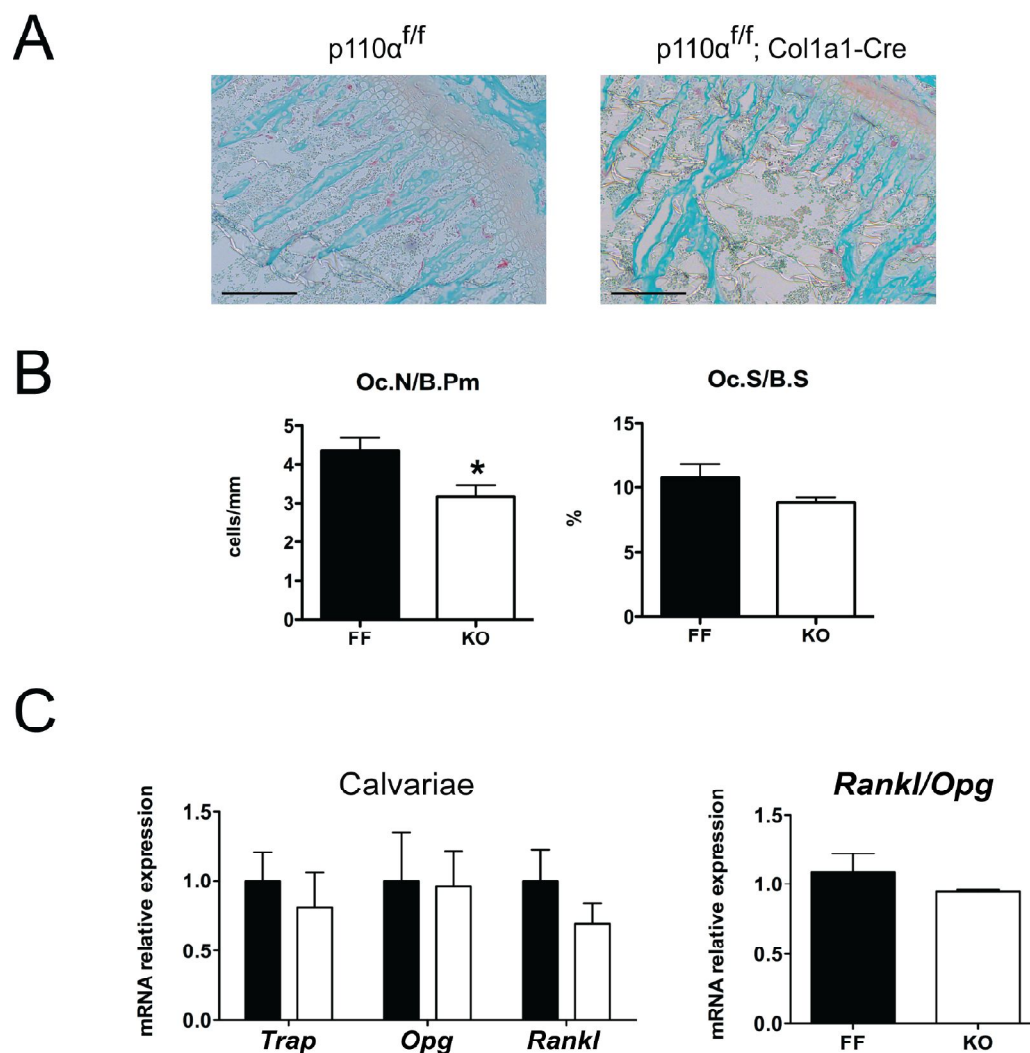 A
p110α^f/f
p110α^f/f; Col1a1-Cre
B
Oc.N/B.Pm
cells/mm
5
4
3
2
1
0
*
FF
KO
Oc.S/B.S
%
15
10
5
0
FF
KO
C
Calvariae
mRNA relative expression
1.5
1.0
0.5
0.0
Trap
Opg
Rankl
Rankl/Opg
mRNA relative expression
1.5
1.0
0.5
0.0
FF
KO